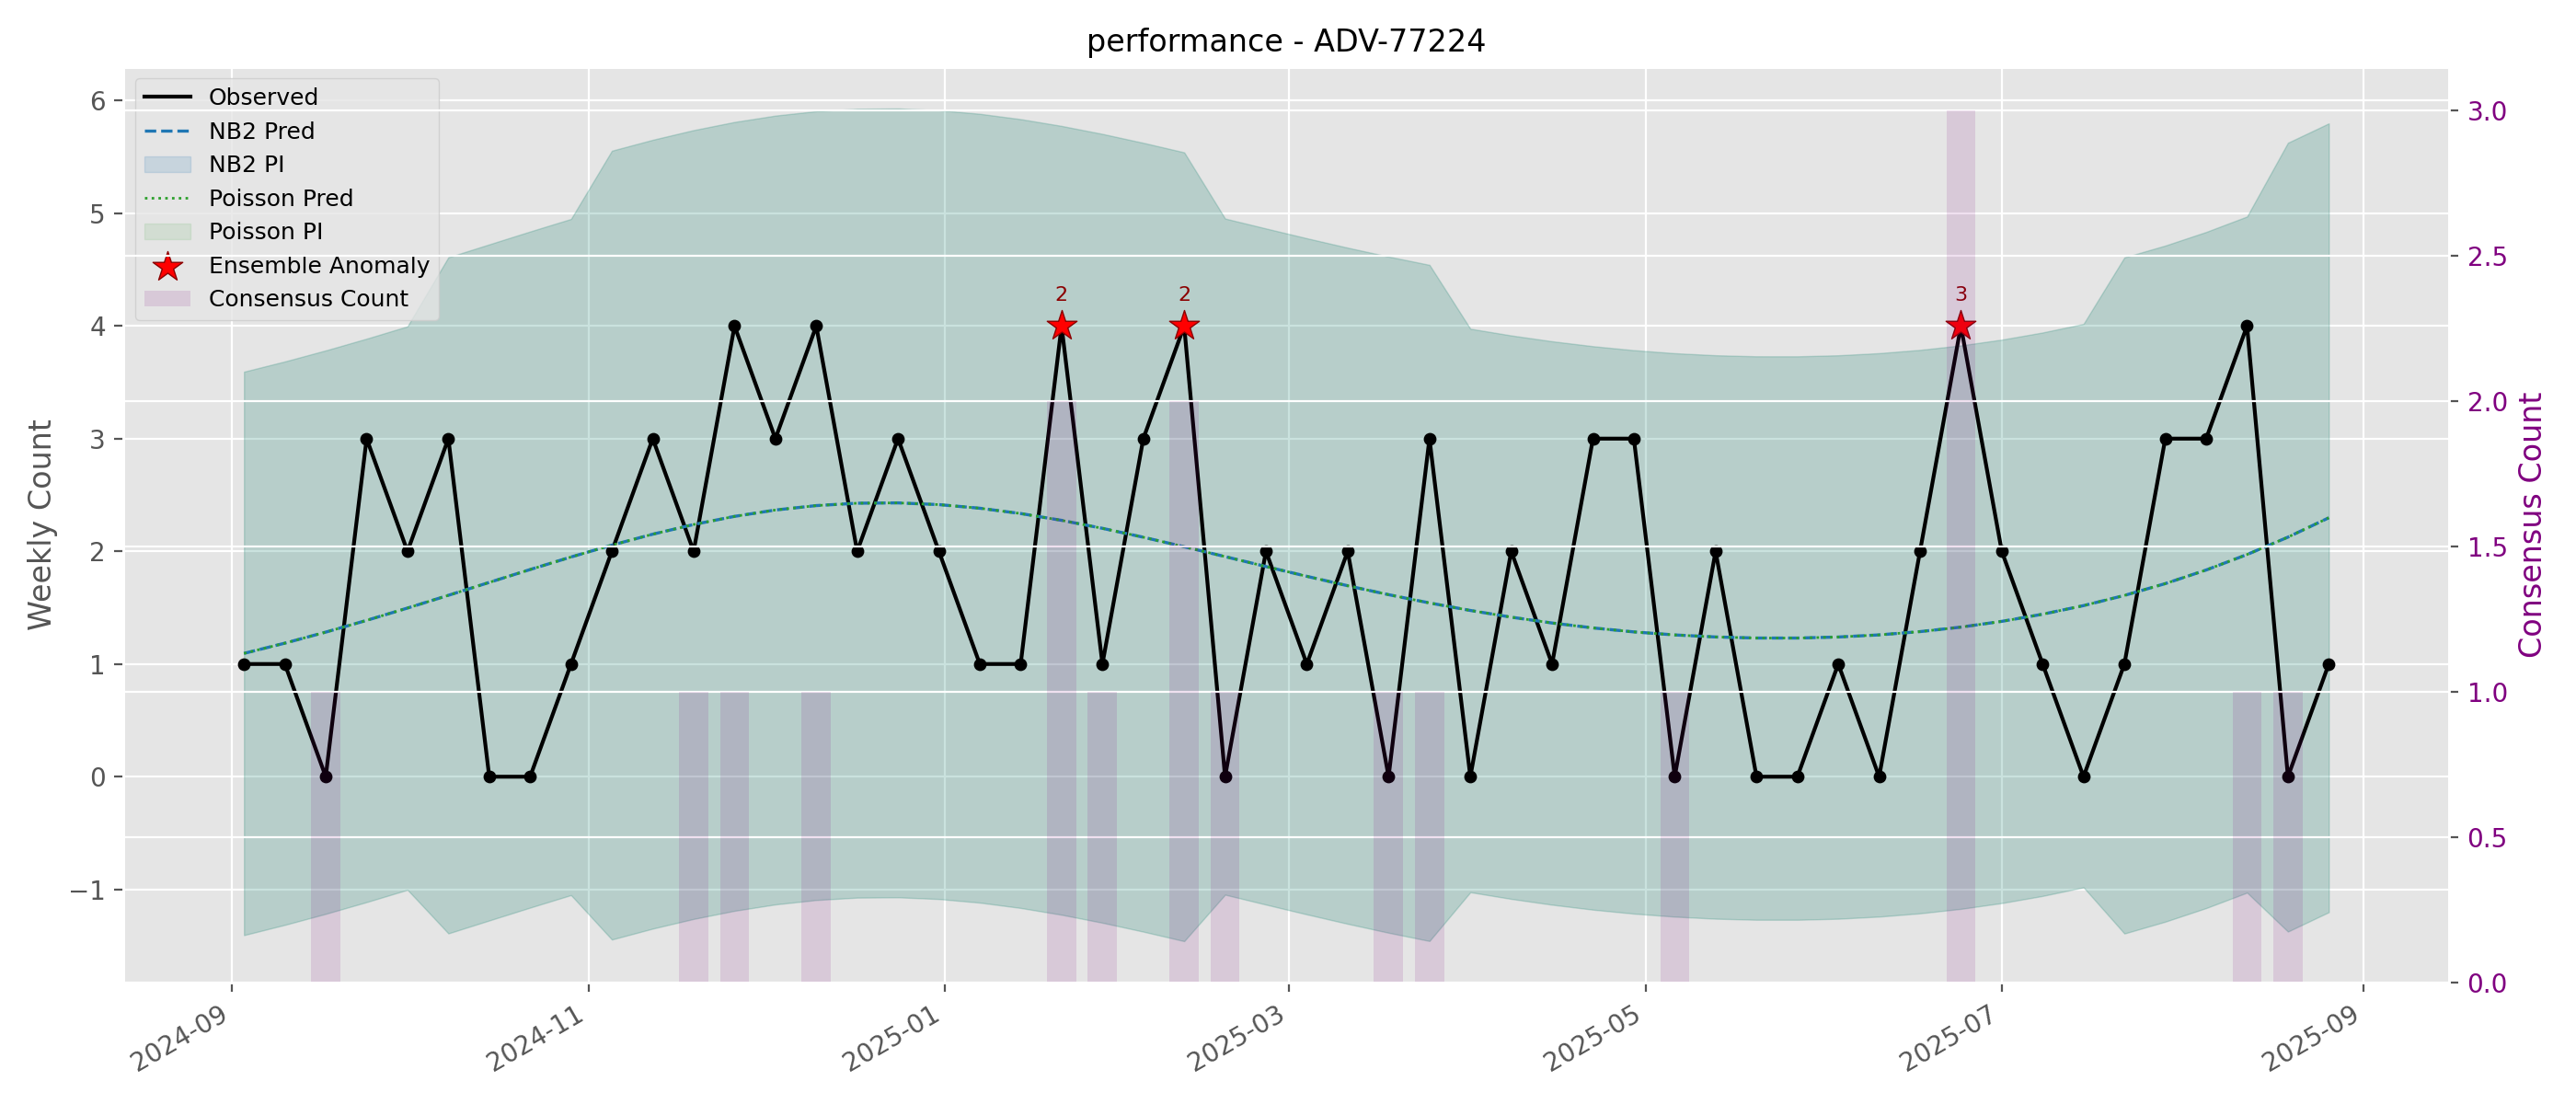 performance - ADV-77224
Observed
NB2 Pred
NB2 PI
Poisson Pred
Poisson PI
Ensemble Anomaly
Consensus Count
6
5
4
3
2
1
0
−1
Weekly Count
2
2
3
3.0
2.5
2.0
1.5
1.0
0.5
0.0
Consensus Count
2024-09
2024-11
2025-01
2025-03
2025-05
2025-07
2025-09